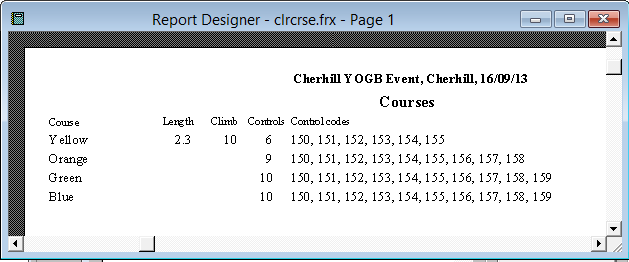 Report Designer - clrcrse.frx - Page 1
Cherhill YOGB Event, Cherhill, 16/09/13
Courses
Course Length Climb Controls Control codes
Yellow 2.3 10 6 150, 151, 152, 153, 154, 155
Orange 9 150, 151, 152, 153, 154, 155, 156, 157, 158
Green 10 150, 151, 152, 153, 154, 155, 156, 157, 158, 159
Blue 10 150, 151, 152, 153, 154, 155, 156, 157, 158, 159